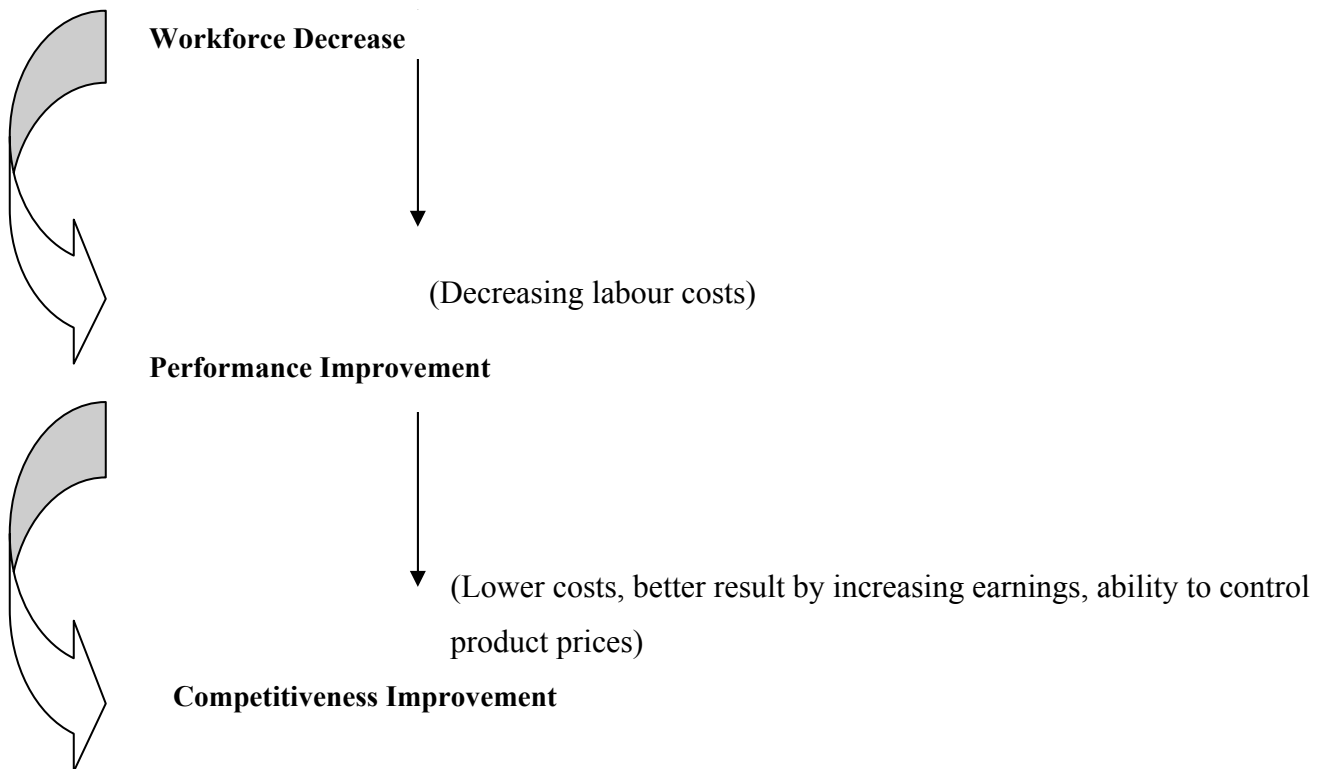 Workforce Decrease
(Decreasing labour costs)
Performance Improvement
(Lower costs, better result by increasing earnings, ability to control
product prices)
Competitiveness Improvement